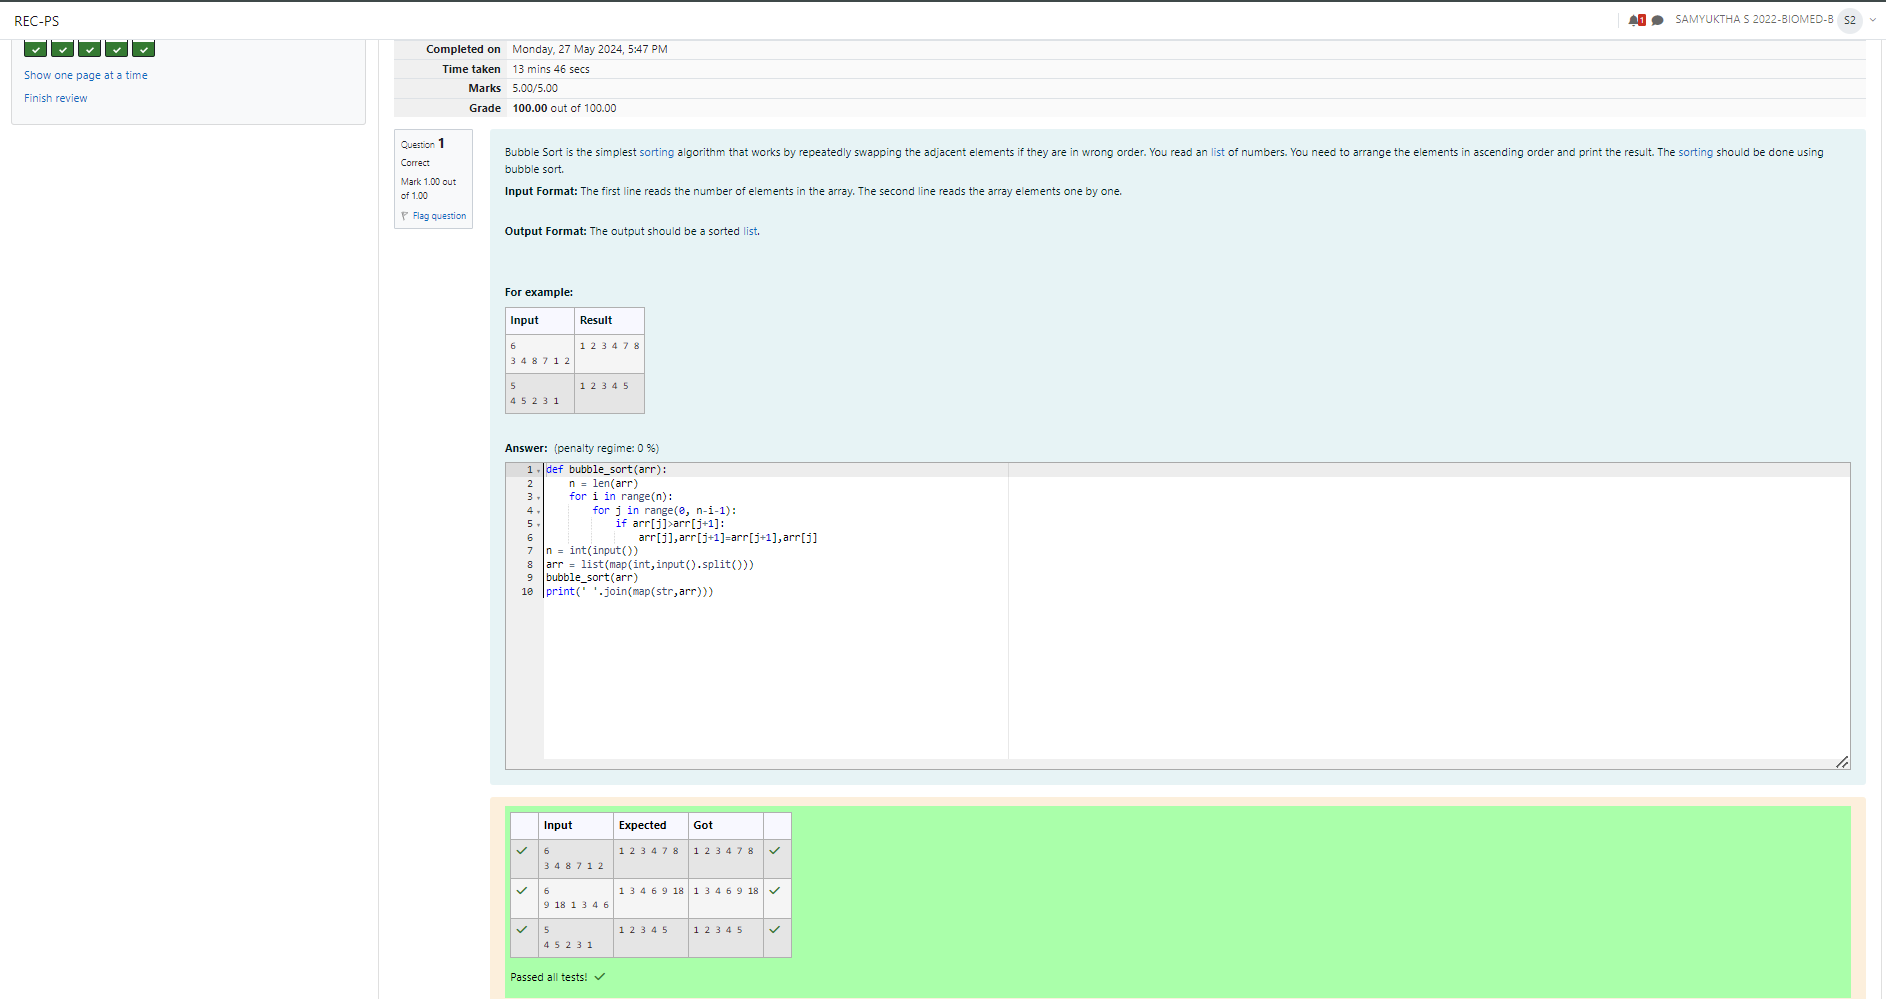 REC-PS
1
SAMYUKTHA S 2022-BIOMED-B
S2
Show one page at a time
Finish review
Completed on Monday, 27 May 2024, 5:47 PM
Time taken 13 mins 46 secs
Marks 5.00/5.00
Grade 100.00 out of 100.00
Question 1
Correct
Mark 1.00 out
of 1.00
Flag question
Bubble Sort is the simplest sorting algorithm that works by repeatedly swapping the adjacent elements if they are in wrong order. You read an list of numbers. You need to arrange the elements in ascending order and print the result. The sorting should be done using
bubble sort.
Input Format: The first line reads the number of elements in the array. The second line reads the array elements one by one.
Output Format: The output should be a sorted list.
For example:
Input Result
6 1 2 3 4 7 8
3 4 8 7 1 2
5 1 2 3 4 5
4 5 2 3 1
Answer: (penalty regime: 0 %)
1 def bubble_sort(arr):
2 n = len(arr)
3 for i in range(n):
4 for j in range(0, n-i-1):
5 if arr[j]>arr[j+1]:
6 arr[j],arr[j+1]=arr[j+1],arr[j]
7 n = int(input())
8 arr = list(map(int,input().split()))
9 bubble_sort(arr)
10 print(' '.join(map(str,arr)))
Input Expected Got
6 1 2 3 4 7 8 1 2 3 4 7 8
3 4 8 7 1 2
6 1 3 4 6 9 18 1 3 4 6 9 18
9 18 1 3 4 6
5 1 2 3 4 5 1 2 3 4 5
4 5 2 3 1
Passed all tests!